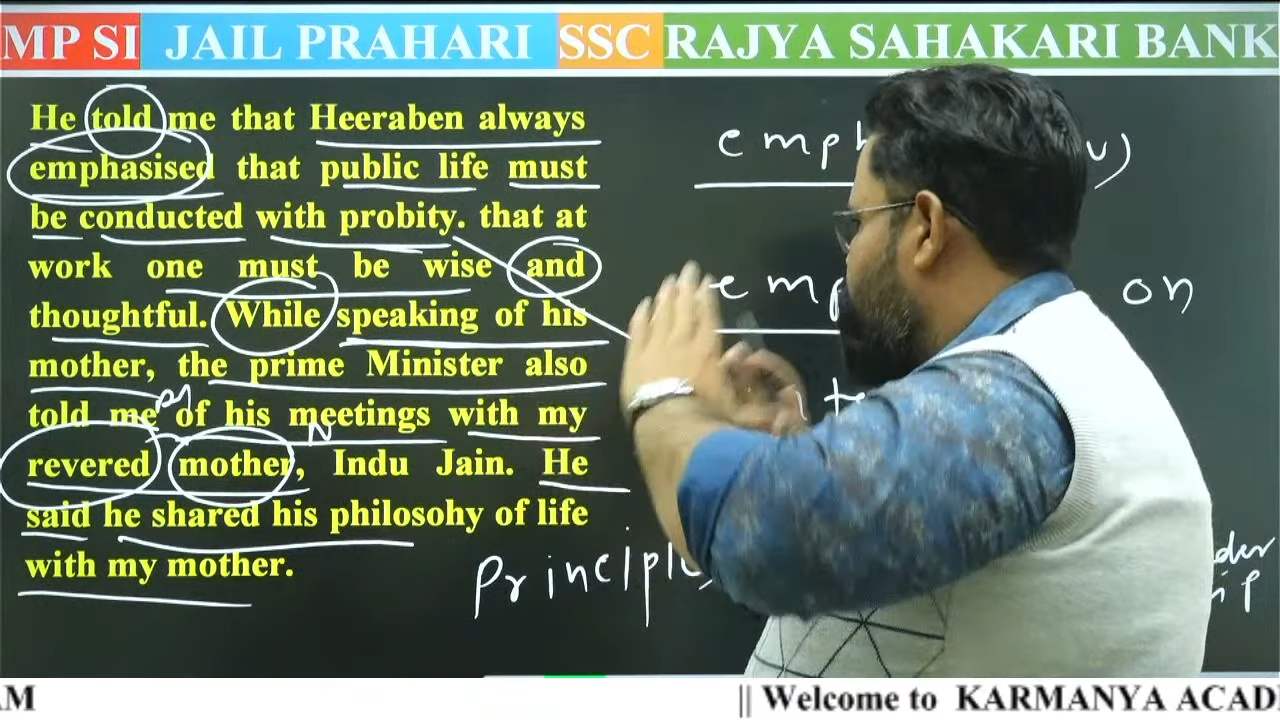 MP SI JAIL PRAHARI SSC RAJYA SAHAKARI BANK
He told me that Heeraben always
emphasised that public life must
be conducted with probity. that at
work one must be wise and
thoughtful. While speaking of his
mother, the prime Minister also
told me of his meetings with my
revered mother, Indu Jain. He
said he shared his philosohy of life
with my mother.
N
on
|| Welcome to KARMANYA ACAD